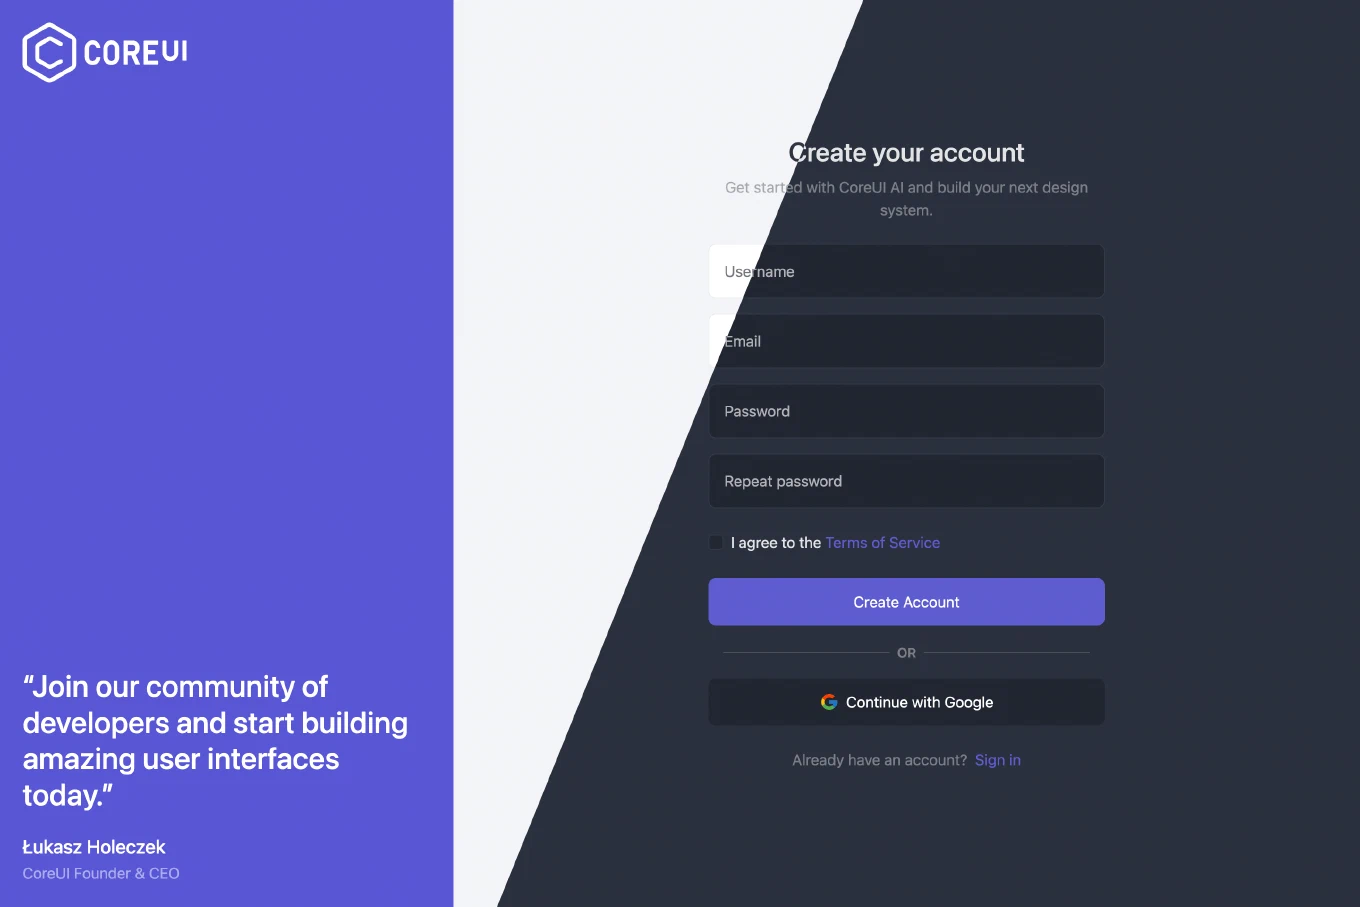 COREUI
“Join our community of
developers and start building
amazing user interfaces
today.”
Łukasz Holeczek
CoreUI Founder & CEO
Create your account
Get started with CoreUI AI and build your next design
system.
Username
Email
Password
Repeat password
I agree to the Terms of Service
Create Account
OR
Continue with Google
Already have an account? Sign in